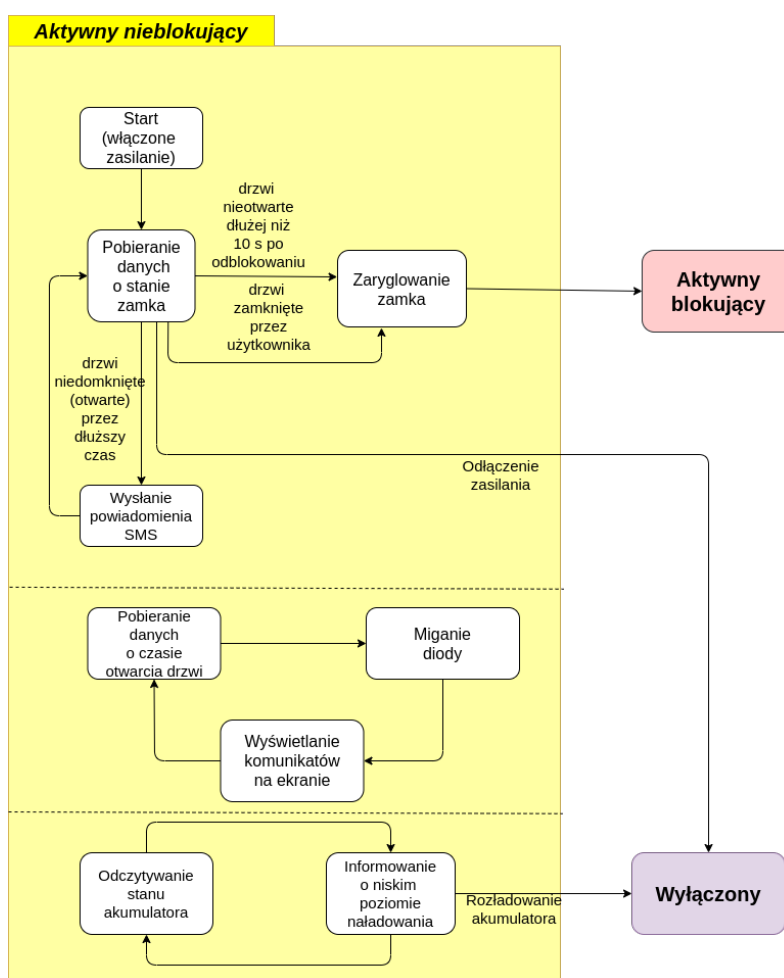 Aktywny nieblokujący
Start
(włączone
zasilanie)
drzwi
nieotwarte
dłużej niż
10 s po
odblokowaniu
Pobieranie
danych
o stanie
zamka
Zaryglowanie
zamka
Aktywny
blokujący
drzwi
zamknięte
przez
użytkownika
drzwi
niedomknięte
(otwarte)
przez
dłuższy
czas
Odłączenie
zasilania
Wysłanie
powiadomienia
SMS
Pobieranie
danych
o czasie
otwarcia drzwi
Miganie
diody
Wyświetlanie
komunikatów
na ekranie
Odczytywanie
stanu
akumulatora
Informowanie
o niskim
poziomie
naładowania
Rozładowanie
akumulatora
Wyłączony